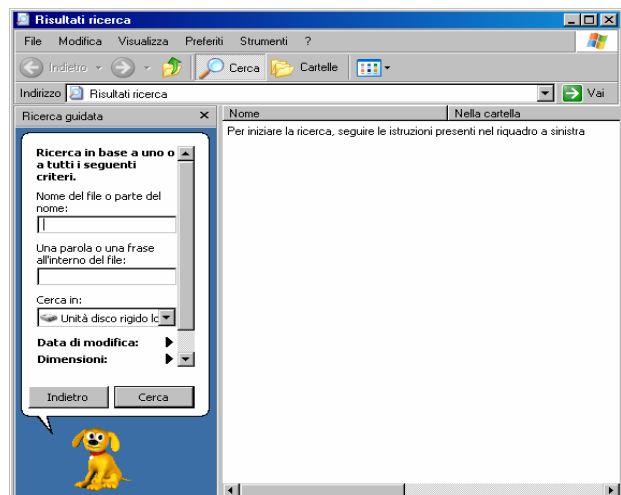 Risultati ricerca
File Modifica Visualizza Preferiti Strumenti ?
Indietro Cerca Cartelle
Indirizzo Risultati ricerca Vai
Ricerca guidata
Nome Nella cartella
Per iniziare la ricerca, seguire le istruzioni presenti nel riquadro a sinistra
Ricerca in base a uno o
a tutti i seguenti
criteri.
Nome del file o parte del
nome:
Una parola o una frase
all'interno del file:
Cerca in:
Unità disco rigido lc
Data di modifica:
Dimensioni:
Indietro Cerca